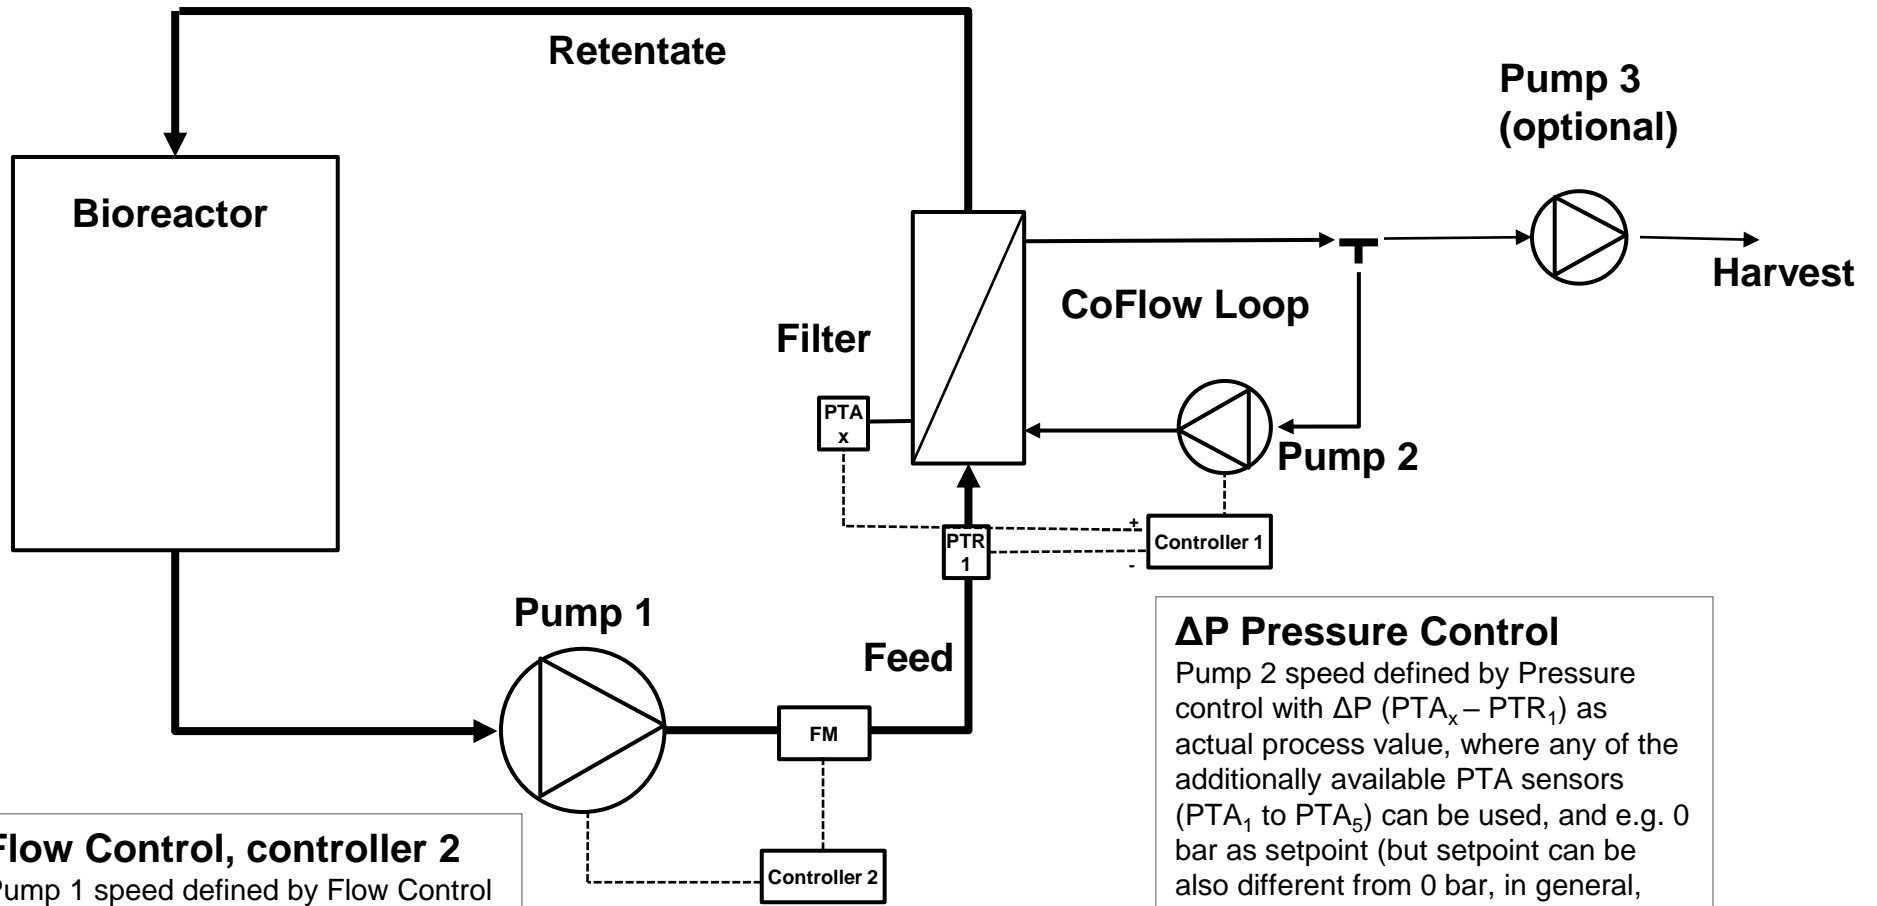 Retentate
Pump 3
(optional)
Bioreactor
Harvest
CoFlow Loop
Filter
PTA
x
Pump 2
+
PTR
1
-
Controller 1
Pump 1
Feed
FM
Controller 2
ΔP Pressure Control
Pump 2 speed defined by Pressure
control with ΔP (PTAx – PTR1) as
actual process value, where any of the
additionally available PTA sensors
(PTA1 to PTA5) can be used, and e.g. 0
bar as setpoint (but setpoint can be
also different from 0 bar, in general,
Flow Control, controller 2
Pump 1 speed defined by Flow Control